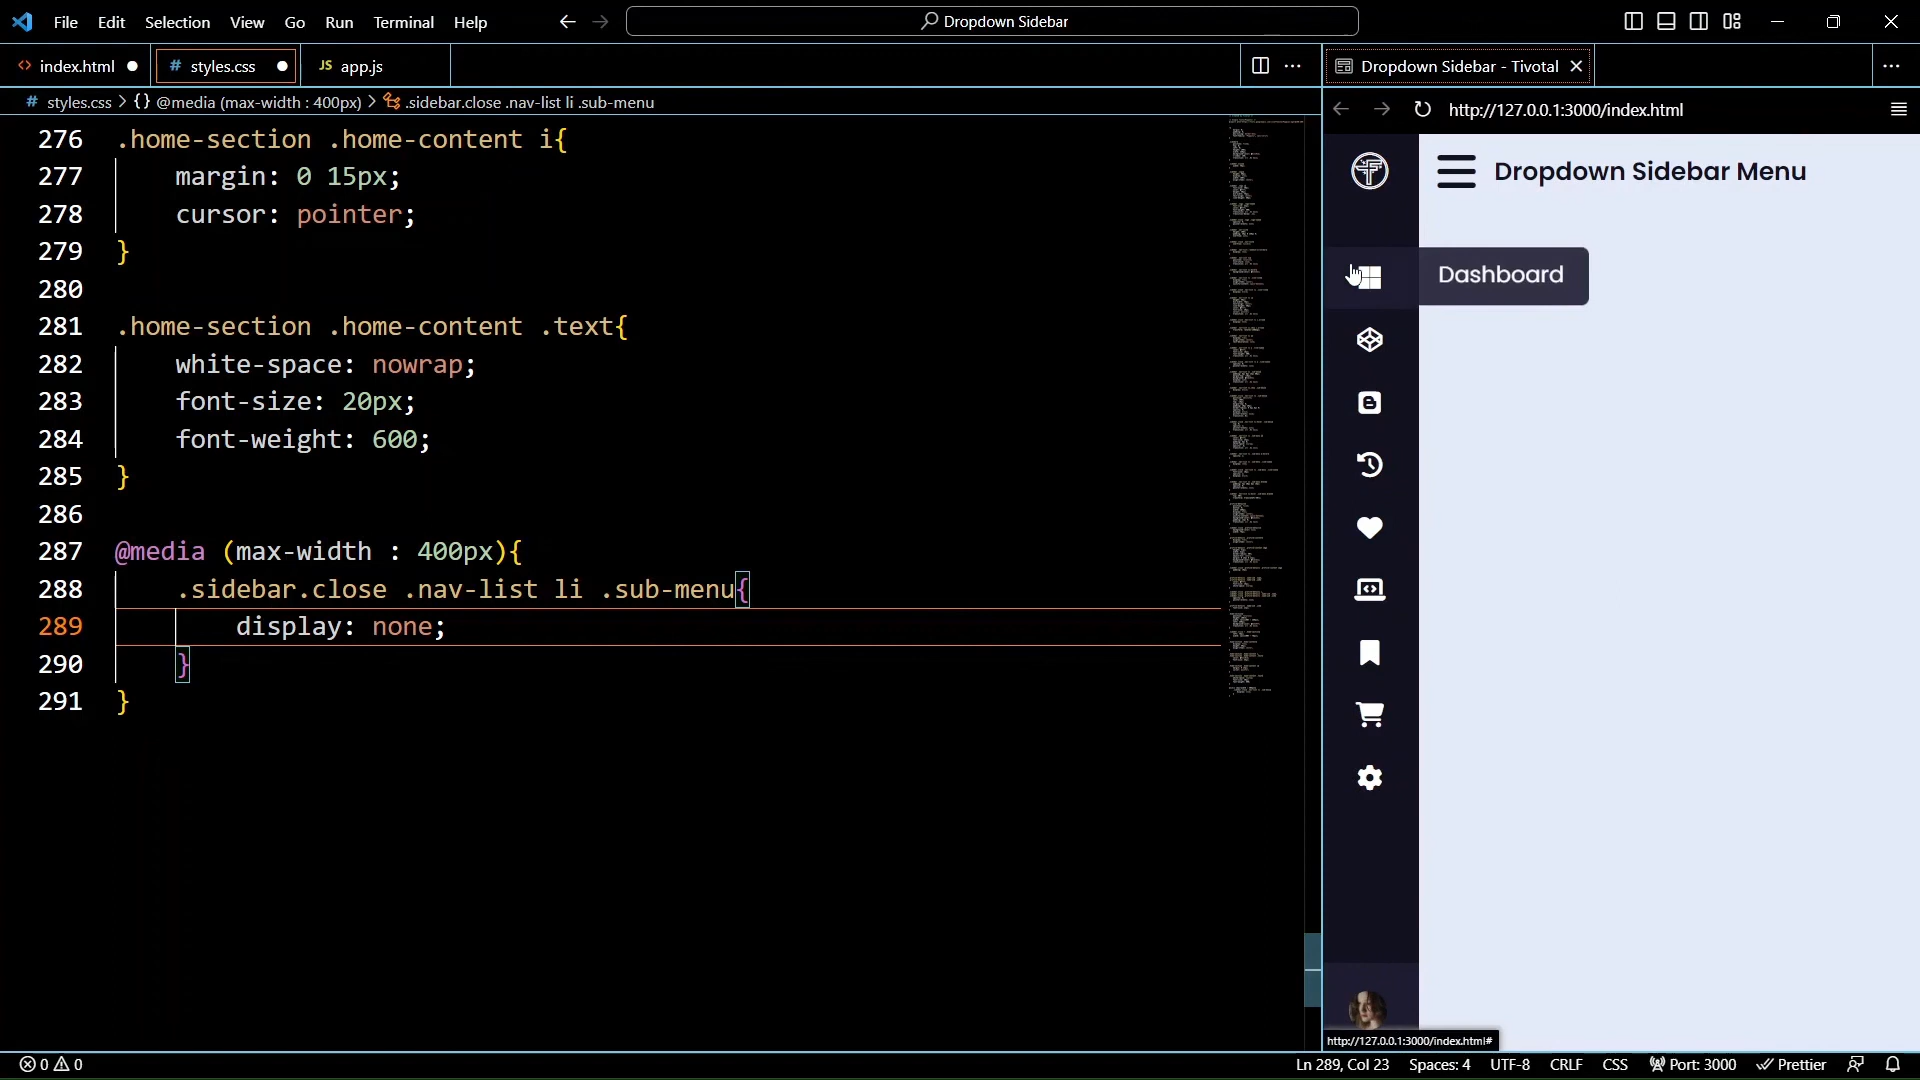 File Edit Selection View Go Run Terminal Help
Dropdown Sidebar
index.html
# styles.css
JS app.js
Dropdown Sidebar - Tivotal
# styles.css > {} @media (max-width : 400px) > .sidebar.close .nav-list li .sub-menu
http://127.0.0.1:3000/index.html
276 .home-section .home-content i{
277 margin: 0 15px;
278 cursor: pointer;
279 }
280
281 .home-section .home-content .text{
282 white-space: nowrap;
283 font-size: 20px;
284 font-weight: 600;
285 }
286
287 @media (max-width : 400px){
288 .sidebar.close .nav-list li .sub-menu{
289 display: none;
290 }
291 }
Dropdown Sidebar Menu
Dashboard
http://127.0.0.1:3000/index.html#
0 0
Ln 289, Col 23 Spaces: 4 UTF-8 CRLF CSS Port: 3000 Prettier